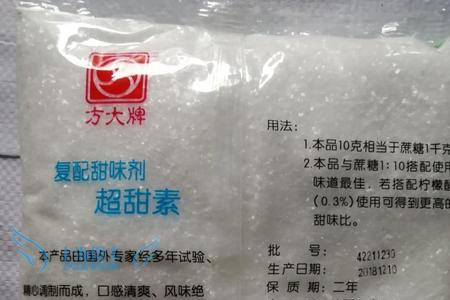 方大牌
复配甜味剂
超甜素
本产品由国外专家经多年试验、
精心调制而成，口感清爽、风味绝
用法：
1.本品10克相当于蔗糖1千克
2.本品与蔗糖1：10搭配使用
味道最佳，若搭配柠檬酸
(0.3%)使用可得到更高的
甜味比。
批 号： 42211230
生产日期： 20181210
保 质 期： 二年